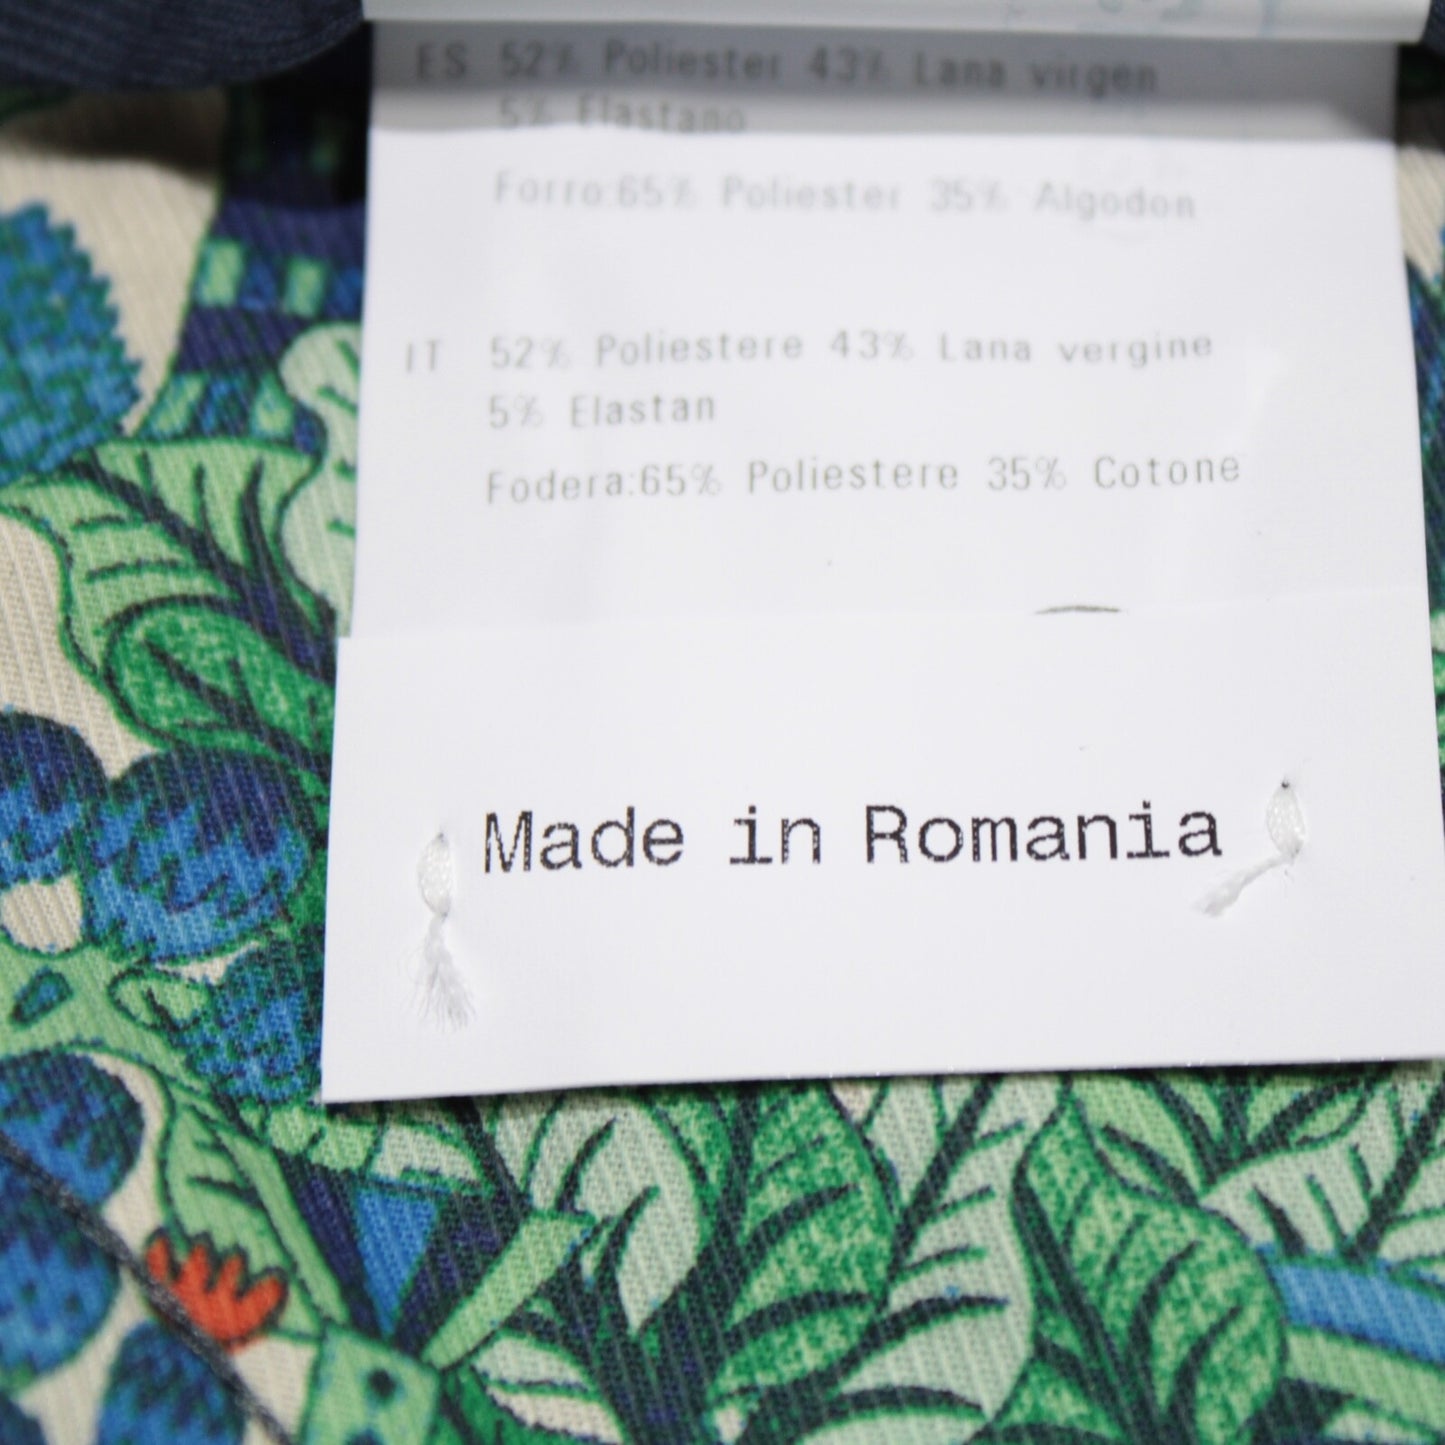 ES 52% Poliester 43% Lana virgen
5% Elastano
Forro:65% Poliester 35% Algodon
IT 52% Poliestere 43% Lana vergine
5% Elastan
Fodera:65% Poliestere 35% Cotone
Made in Romania